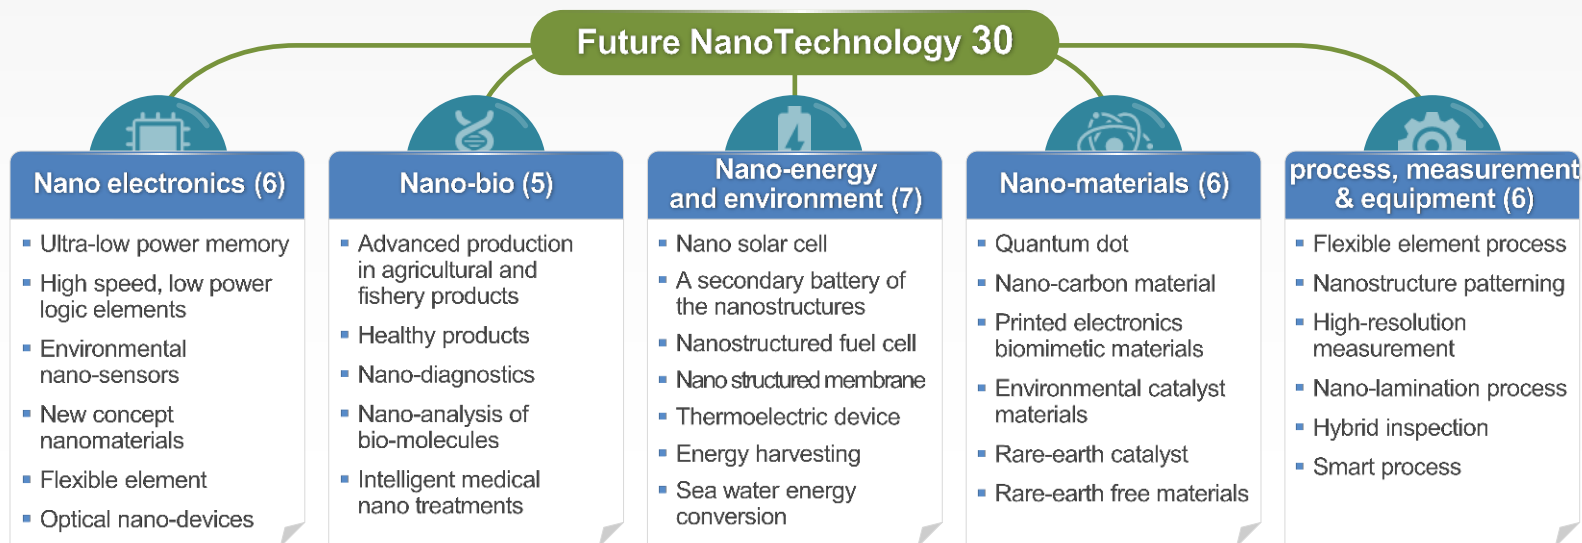 Future NanoTechnology 30
Nano electronics (6)
Ultra-low power memory
High speed, low power
logic elements
Environmental
nano-sensors
New concept
nanomaterials
Flexible element
Optical nano-devices
Nano-bio (5)
Advanced production
in agricultural and
fishery products
Healthy products
Nano-diagnostics
Nano-analysis of
bio-molecules
Intelligent medical
nano treatments
Nano-energy
and environment (7)
Nano solar cell
A secondary battery of
the nanostructures
Nanostructured fuel cell
Nano structured membrane
Thermoelectric device
Energy harvesting
Sea water energy
conversion
Nano-materials (6)
Quantum dot
Nano-carbon material
Printed electronics
biomimetic materials
Environmental catalyst
materials
Rare-earth catalyst
Rare-earth free materials
process, measurement
& equipment (6)
Flexible element process
Nanostructure patterning
High-resolution
measurement
Nano-lamination process
Hybrid inspection
Smart process